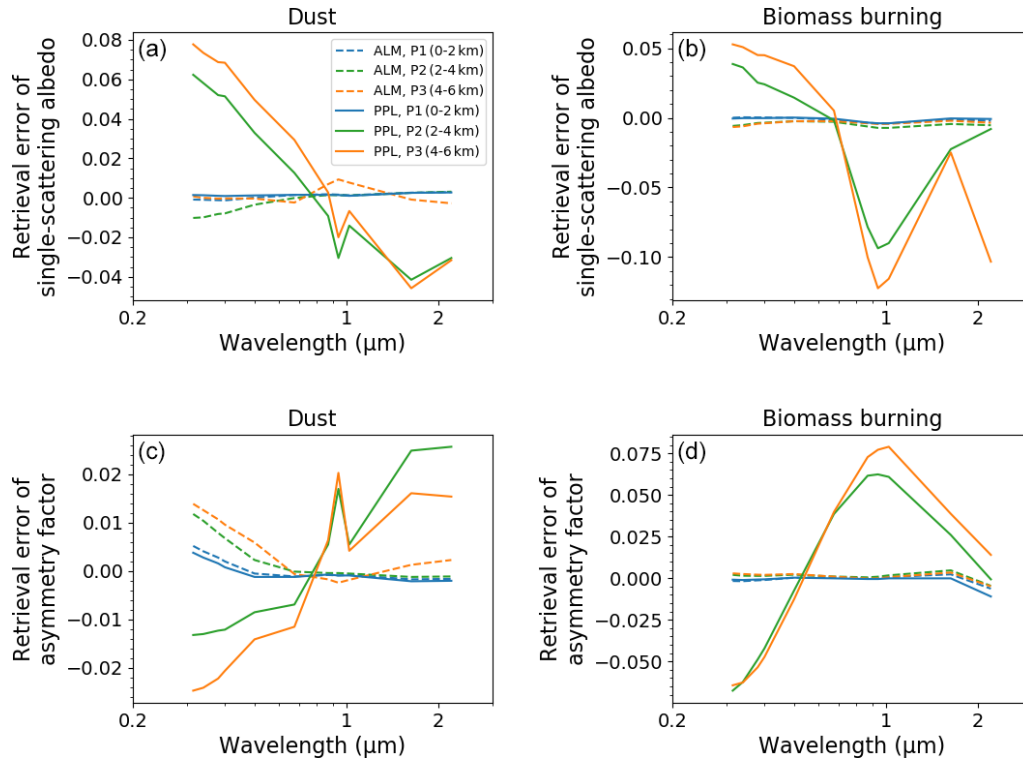 Dust
(a)
0.08
0.06
0.04
0.02
0.00
−0.02
−0.04
Retrieval error of
single-scattering albedo
ALM, P1 (0-2 km)
ALM, P2 (2-4 km)
ALM, P3 (4-6 km)
PPL, P1 (0-2 km)
PPL, P2 (2-4 km)
PPL, P3 (4-6 km)
0.2
1
2
Wavelength (μm)
Biomass burning
(b)
0.05
0.00
−0.05
−0.10
Retrieval error of
single-scattering albedo
0.2
1
2
Wavelength (μm)
Dust
(c)
0.02
0.01
0.00
−0.01
−0.02
Retrieval error of
asymmetry factor
0.2
1
2
Wavelength (μm)
Biomass burning
(d)
0.075
0.050
0.025
0.000
−0.025
−0.050
Retrieval error of
asymmetry factor
0.2
1
2
Wavelength (μm)